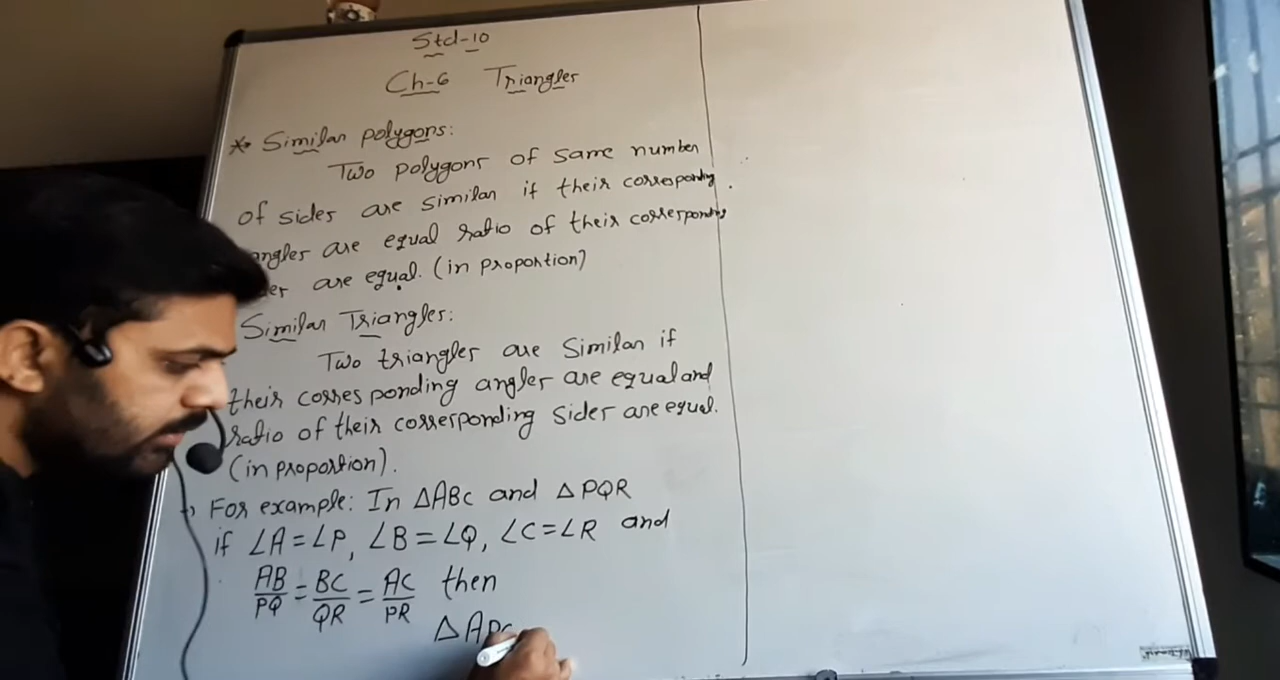 Std-10
Ch-6 Triangles
* Similar polygons:
Two polygons of same number
of sides are similar if their corresponding
angles are equal ratio of their corresponding
are equal. (in proportion)
Similar Triangles:
Two triangles are similar if
their corresponding angles are equal and
ratio of their corresponding sides are equal.
(in proportion).
For example: In △ABC and △PQR
if ∠A=∠P, ∠B=∠Q, ∠C=∠R and
AB/PQ = BC/QR = AC/PR then
△ABC